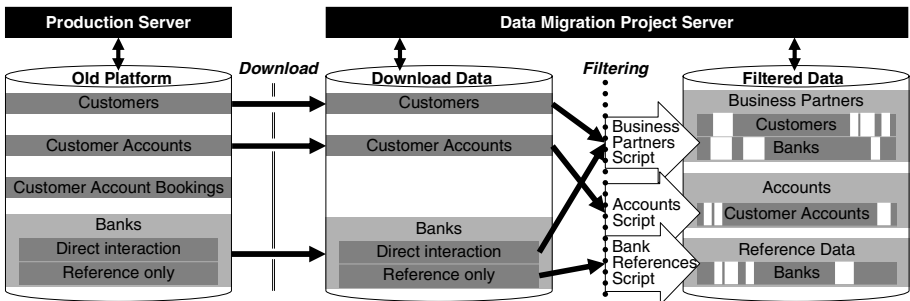 Production Server
Data Migration Project Server
Old Platform
Download
Download Data
Filtering
Filtered Data
Customers
Customer Accounts
Customer Account Bookings
Banks
Direct interaction
Reference only
Customers
Customer Accounts
Banks
Direct interaction
Reference only
Business
Partners
Script
Accounts
Script
Bank
References
Script
Business Partners
Customers
Banks
Accounts
Customer Accounts
Reference Data
Banks